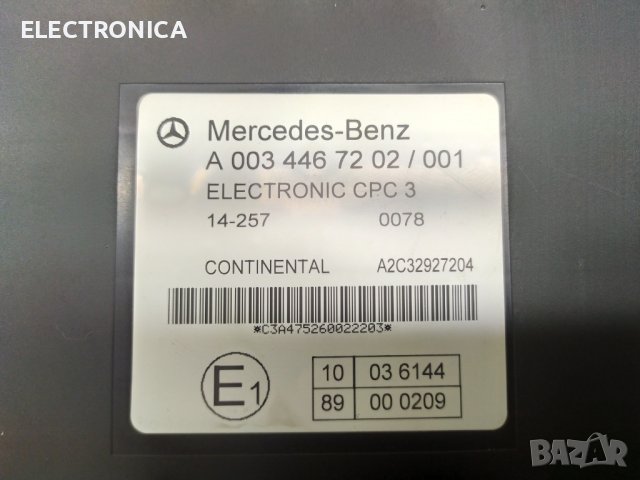 ELECTRONICA
Mercedes-Benz
A 003 446 72 02 / 001
ELECTRONIC CPC 3
14-257 0078
CONTINENTAL A2C32927204
*C3A475260022203*
E1 10 03 6144
89 00 0209
BAZAR